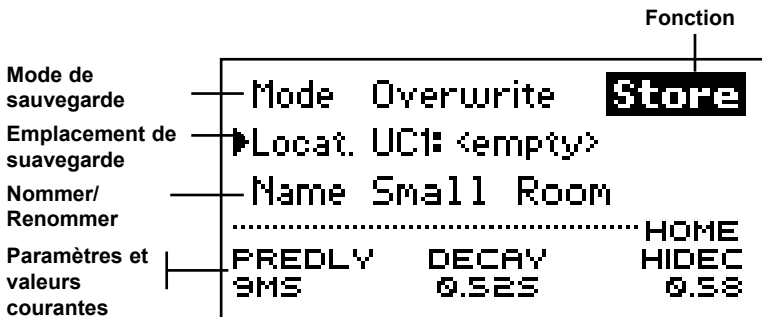 Fonction
Mode de
sauvegarde
Mode Overwrite Store
Emplacement de
suavegarde
Locat. UC1: <empty>
Nommer/
Renommer
Name Small Room
HOME
Paramètres et
valeurs
courantes
PREDLY DECAY HIDEC
9MS 0.52S 0.58